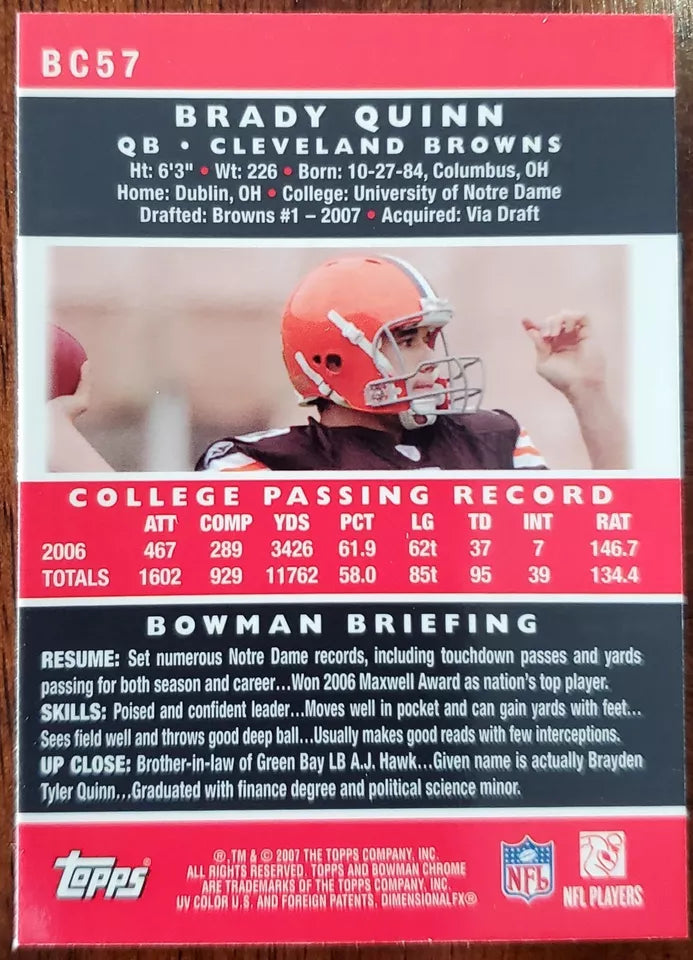 BC57
BRADY QUINN
QB • CLEVELAND BROWNS
Ht: 6'3" • Wt: 226 • Born: 10-27-84, Columbus, OH
Home: Dublin, OH • College: University of Notre Dame
Drafted: Browns #1 – 2007 • Acquired: Via Draft
COLLEGE PASSING RECORD
ATT COMP YDS PCT LG TD INT RAT
2006 467 289 3426 61.9 62t 37 7 146.7
TOTALS 1602 929 11762 58.0 85t 95 39 134.4
BOWMAN BRIEFING
RESUME: Set numerous Notre Dame records, including touchdown passes and yards
passing for both season and career...Won 2006 Maxwell Award as nation's top player.
SKILLS: Poised and confident leader...Moves well in pocket and can gain yards with feet...
Sees field well and throws good deep ball...Usually makes good reads with few interceptions.
UP CLOSE: Brother-in-law of Green Bay LB A.J. Hawk...Given name is actually Brayden
Tyler Quinn...Graduated with finance degree and political science minor.
Topps®
®, TM & © 2007 THE TOPPS COMPANY, INC.
ALL RIGHTS RESERVED. TOPPS AND BOWMAN CHROME
ARE TRADEMARKS OF THE TOPPS COMPANY, INC.
UV COLOR U.S. AND FOREIGN PATENTS. DIMENSIONALFX®
NFL
NFL PLAYERS